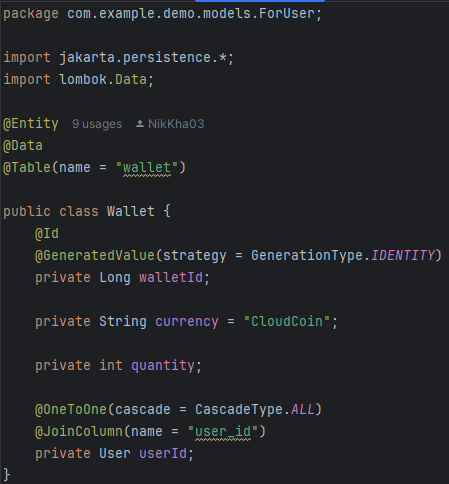 package com.example.demo.models.ForUser;
import jakarta.persistence.*;
import lombok.Data;
@Entity 9 usages NikKha03
@Data
@Table(name = "wallet")
public class Wallet {
@Id
@GeneratedValue(strategy = GenerationType.IDENTITY)
private Long walletId;
private String currency = "CloudCoin";
private int quantity;
@OneToOne(cascade = CascadeType.ALL)
@JoinColumn(name = "user_id")
private User userId;
}